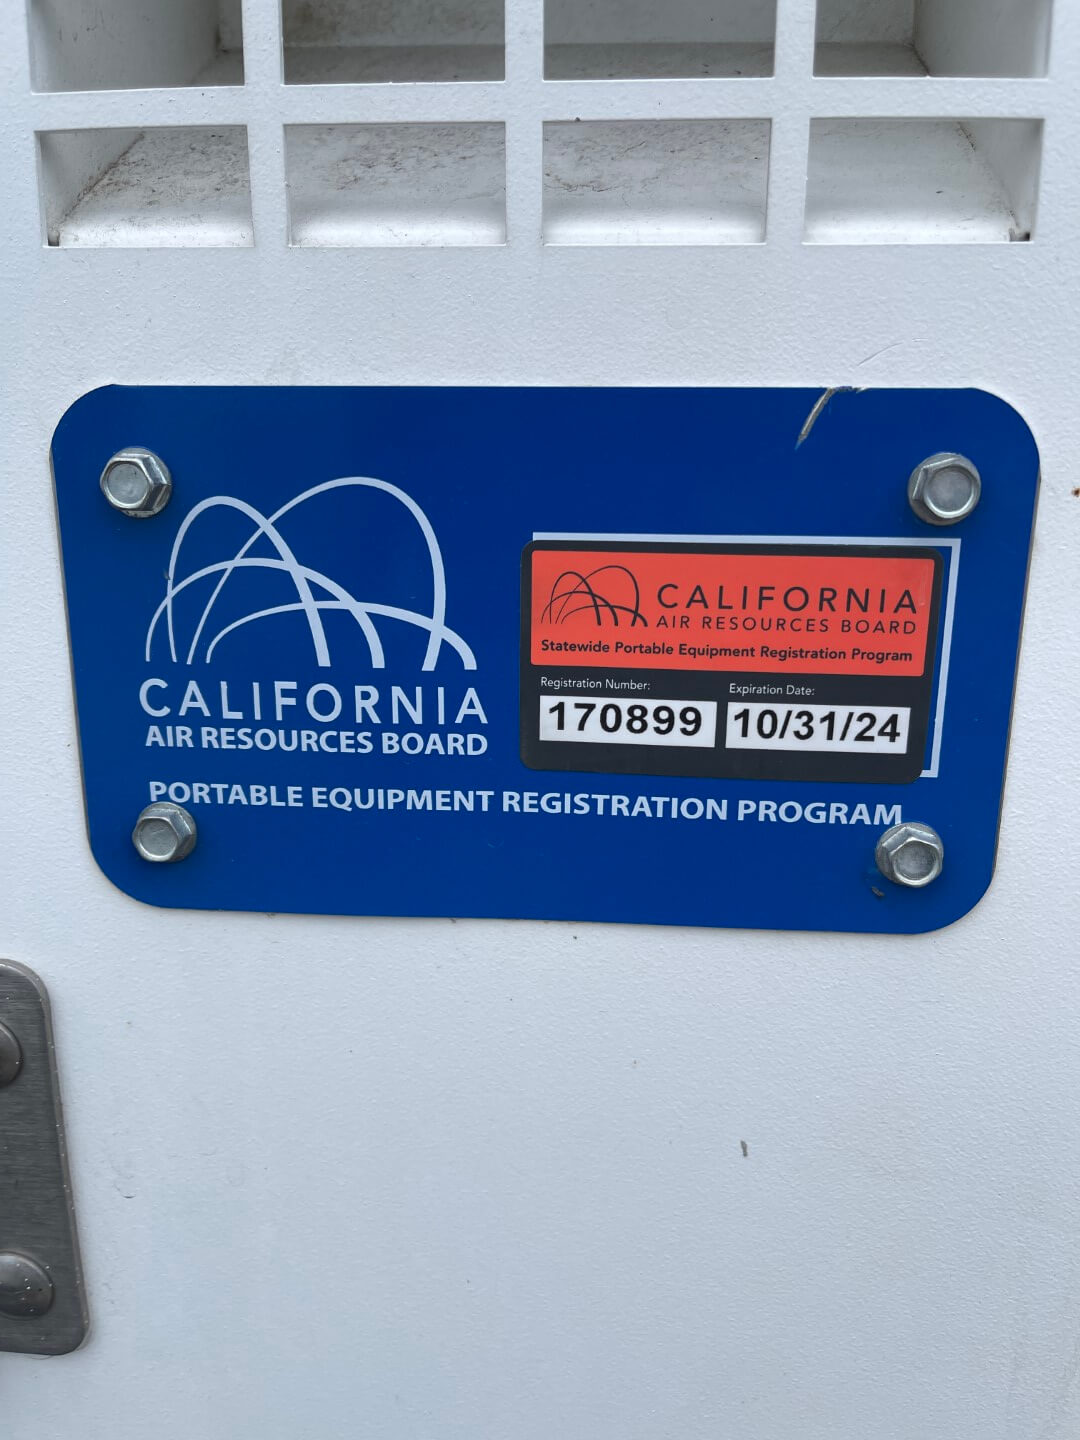 CALIFORNIA
AIR RESOURCES BOARD
PORTABLE EQUIPMENT REGISTRATION PROGRAM
CALIFORNIA
AIR RESOURCES BOARD
Statewide Portable Equipment Registration Program
Registration Number:
170899
Expiration Date:
10/31/24